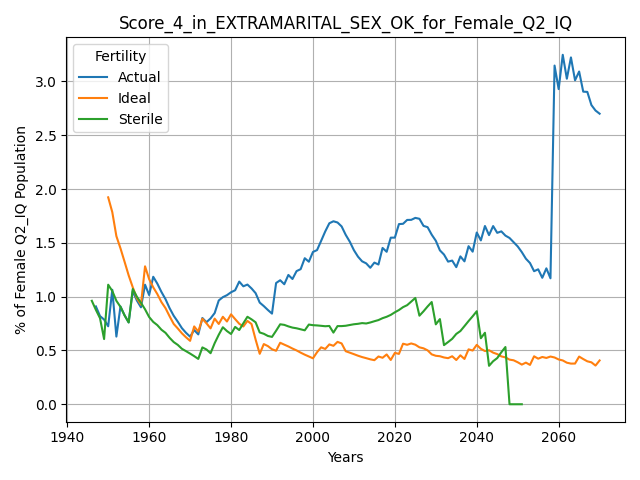 Score_4_in_EXTRAMARITAL_SEX_OK_for_Female_Q2_IQ
Fertility
Actual
Ideal
Sterile
% of Female Q2_IQ Population
3.0
2.5
2.0
1.5
1.0
0.5
0.0
1940 1960 1980 2000 2020 2040 2060
Years